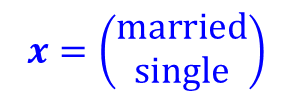 x = (married
single)